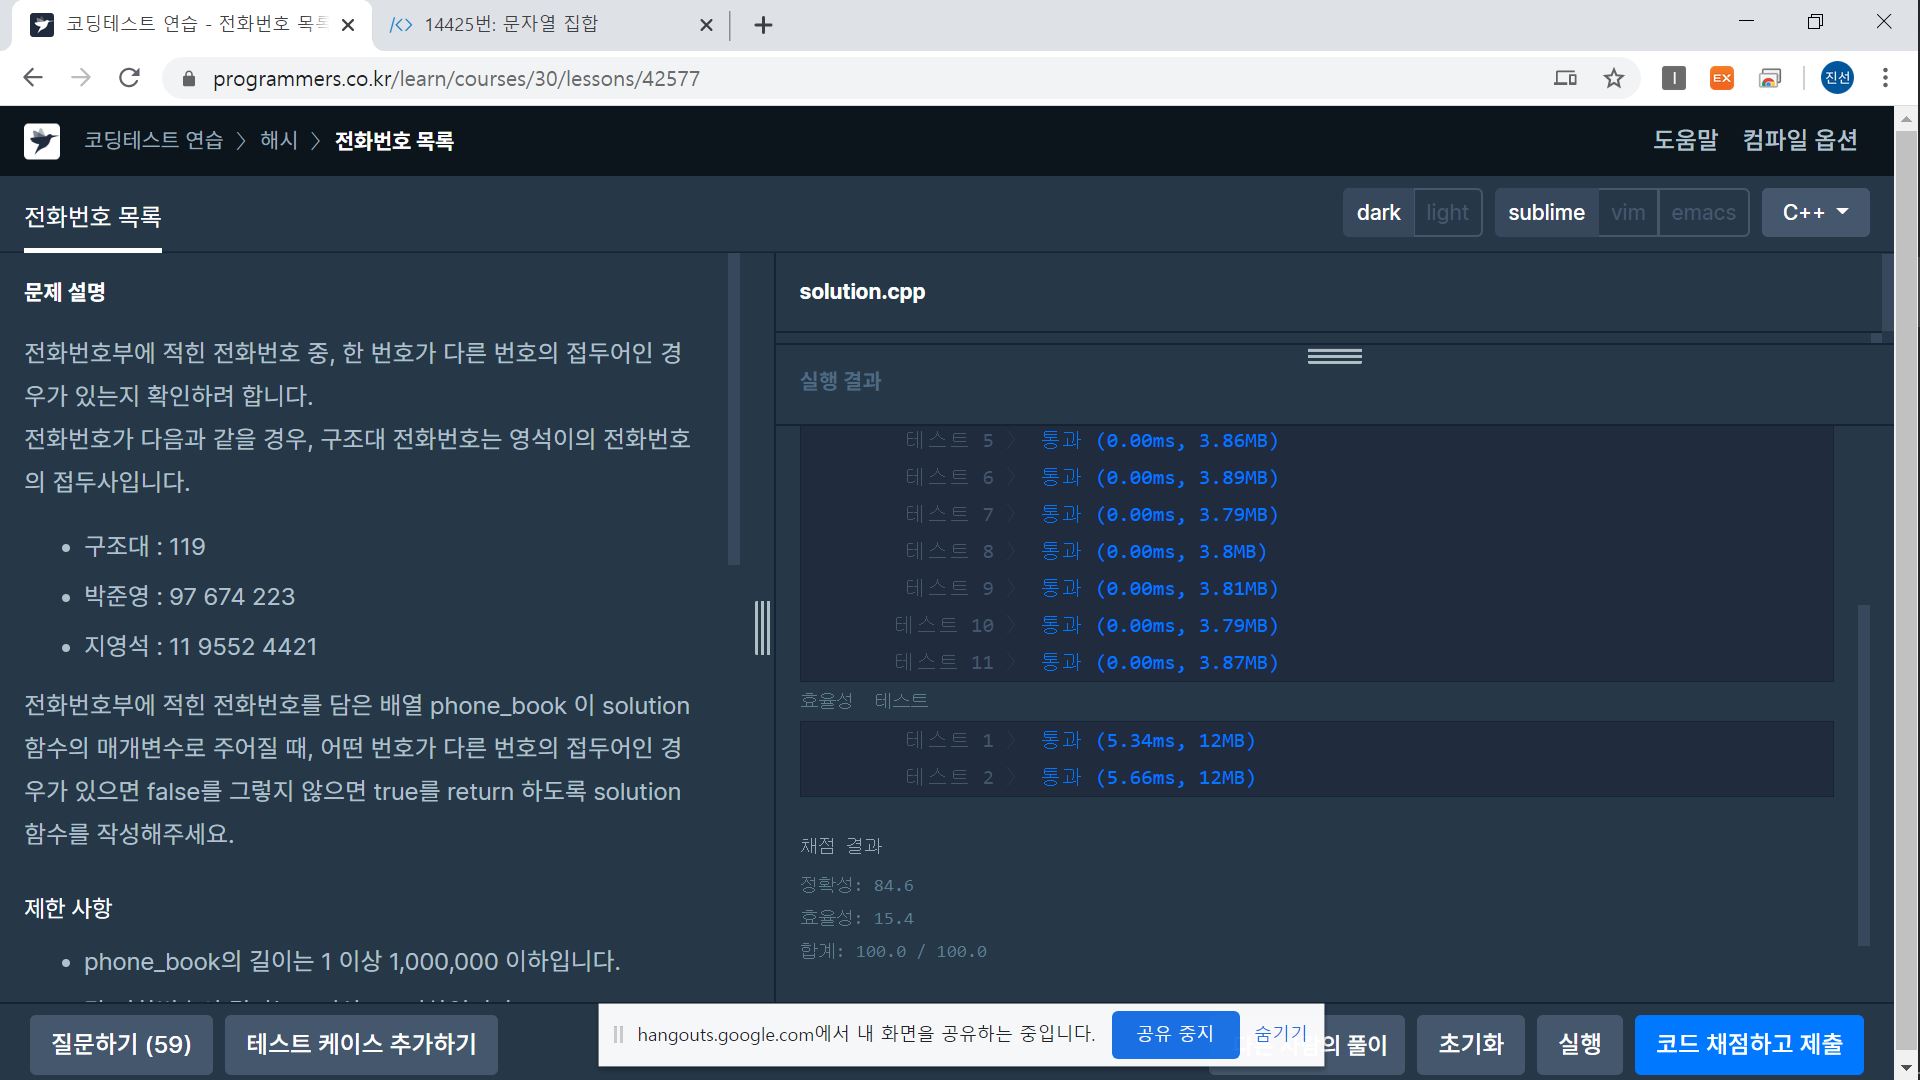 코딩테스트 연습 - 전화번호 목록
14425번: 문자열 집합
programmers.co.kr/learn/courses/30/lessons/42577
EX
진선
코딩테스트 연습 > 해시 > 전화번호 목록
도움말 컴파일 옵션
전화번호 목록
dark light sublime vim emacs C++
문제 설명
전화번호부에 적힌 전화번호 중, 한 번호가 다른 번호의 접두어인 경
우가 있는지 확인하려 합니다.
전화번호가 다음과 같을 경우, 구조대 전화번호는 영석이의 전화번호
의 접두사입니다.
• 구조대 : 119
• 박준영 : 97 674 223
• 지영석 : 11 9552 4421
전화번호부에 적힌 전화번호를 담은 배열 phone_book 이 solution
함수의 매개변수로 주어질 때, 어떤 번호가 다른 번호의 접두어인 경
우가 있으면 false를 그렇지 않으면 true를 return 하도록 solution
함수를 작성해주세요.
제한 사항
• phone_book의 길이는 1 이상 1,000,000 이하입니다.
solution.cpp
실행 결과
테스트 5 > 통과 (0.00ms, 3.86MB)
테스트 6 > 통과 (0.00ms, 3.89MB)
테스트 7 > 통과 (0.00ms, 3.79MB)
테스트 8 > 통과 (0.00ms, 3.8MB)
테스트 9 > 통과 (0.00ms, 3.81MB)
테스트 10 > 통과 (0.00ms, 3.79MB)
테스트 11 > 통과 (0.00ms, 3.87MB)
효율성 테스트
테스트 1 > 통과 (5.34ms, 12MB)
테스트 2 > 통과 (5.66ms, 12MB)
채점 결과
정확성: 84.6
효율성: 15.4
합계: 100.0 / 100.0
질문하기 (59) 테스트 케이스 추가하기
hangouts.google.com에서 내 화면을 공유하는 중입니다. 공유 중지 숨기기
의 풀이 초기화 실행 코드 채점하고 제출